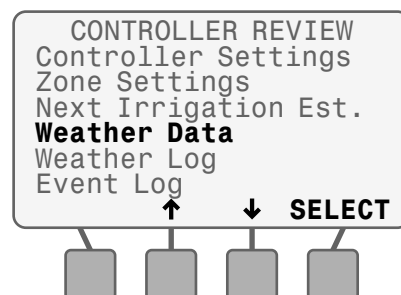 CONTROLLER REVIEW
Controller Settings
Zone Settings
Next Irrigation Est.
Weather Data
Weather Log
Event Log
↑ ↓ SELECT